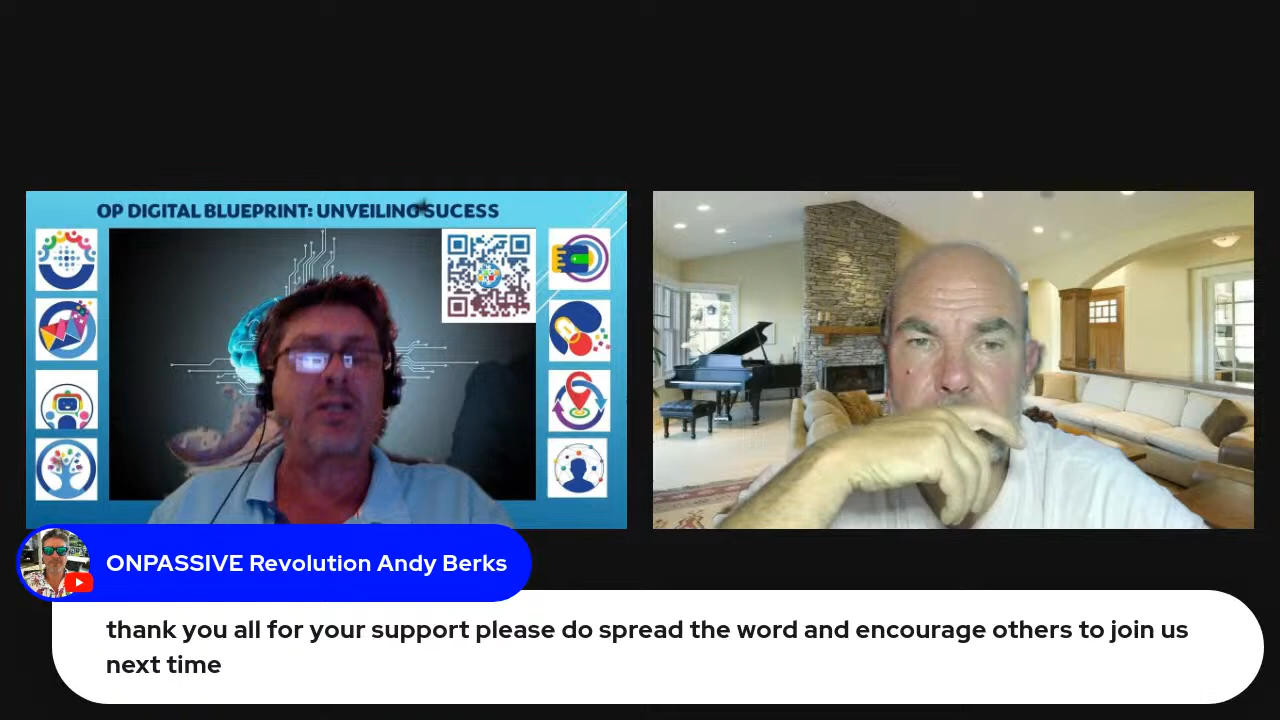 OP DIGITAL BLUEPRINT: UNVEILING SUCESS
ONPASSIVE Revolution Andy Berks
thank you all for your support please do spread the word and encourage others to join us
next time